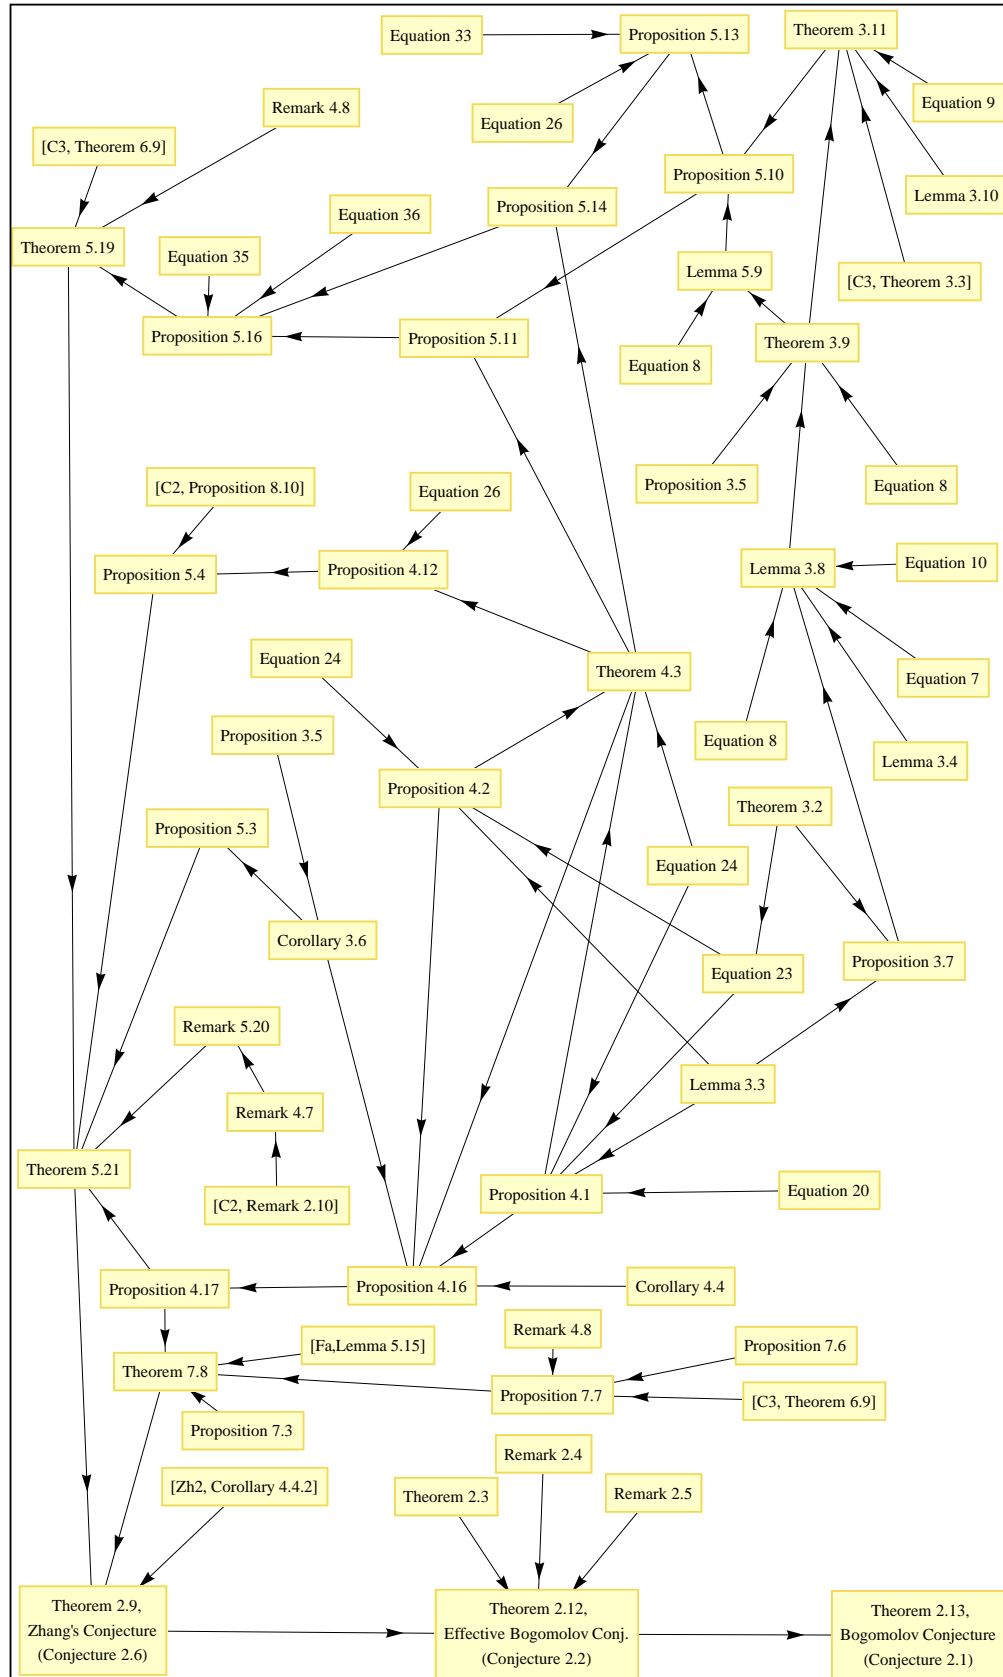 Theorem 3.11
Equation 33
Proposition 5.13
Equation 9
Remark 4.8
Equation 26
[C3, Theorem 6.9]
Proposition 5.10
Lemma 3.10
Equation 36
Proposition 5.14
Theorem 5.19
Equation 35
Lemma 5.9
[C3, Theorem 3.3]
Proposition 5.16
Proposition 5.11
Theorem 3.9
Equation 8
Proposition 3.5
Equation 8
[C2, Proposition 8.10]
Equation 26
Proposition 5.4
Proposition 4.12
Lemma 3.8
Equation 10
Equation 24
Theorem 4.3
Equation 7
Proposition 3.5
Equation 8
Lemma 3.4
Proposition 4.2
Theorem 3.2
Proposition 5.3
Equation 24
Corollary 3.6
Equation 23
Proposition 3.7
Remark 5.20
Lemma 3.3
Remark 4.7
Theorem 5.21
Proposition 4.1
Equation 20
[C2, Remark 2.10]
Proposition 4.17
Proposition 4.16
Corollary 4.4
Remark 4.8
[Fa,Lemma 5.15]
Proposition 7.6
Theorem 7.8
Proposition 7.7
[C3, Theorem 6.9]
Proposition 7.3
Remark 2.4
[Zh2, Corollary 4.4.2]
Theorem 2.3
Remark 2.5
Theorem 2.9,
Zhang's Conjecture
(Conjecture 2.6)
Theorem 2.12,
Effective Bogomolov Conj.
(Conjecture 2.2)
Theorem 2.13,
Bogomolov Conjecture
(Conjecture 2.1)